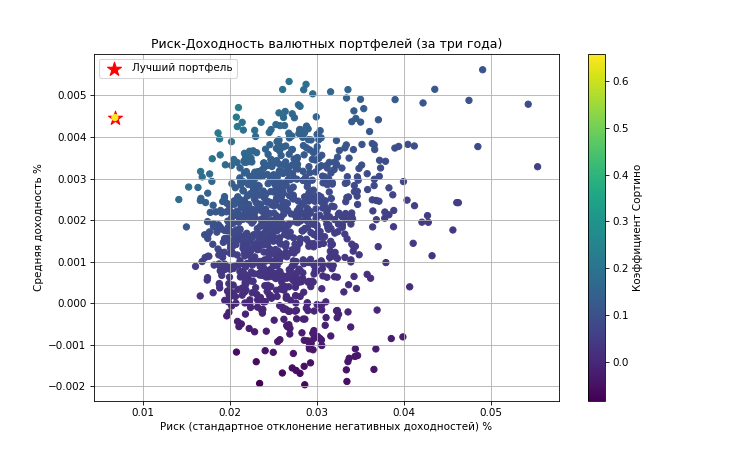 Риск-Доходность валютных портфелей (за три года)
Лучший портфель
Средняя доходность %
0.005
0.004
0.003
0.002
0.001
0.000
−0.001
−0.002
0.01 0.02 0.03 0.04 0.05
Риск (стандартное отклонение негативных доходностей) %
0.6
0.5
0.4
0.3
0.2
0.1
0.0
Коэффициент Сортино